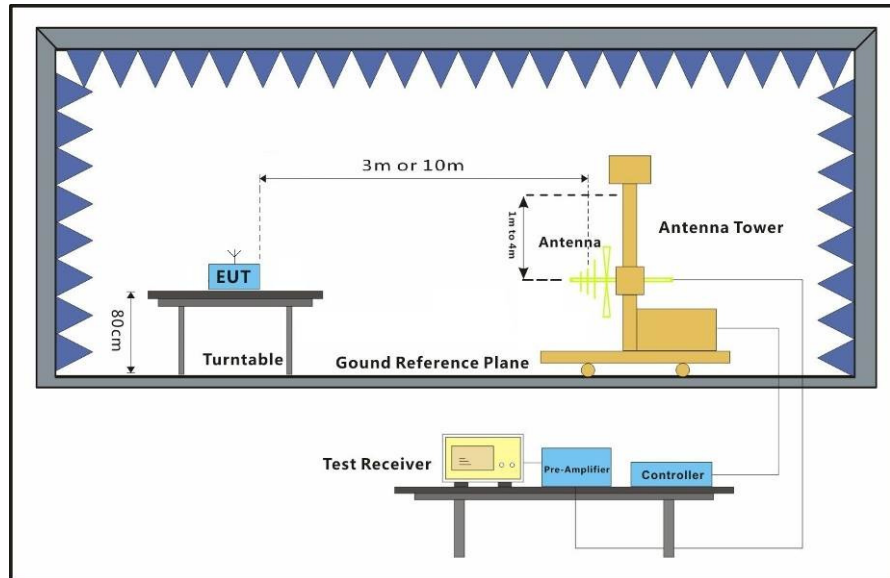 3m or 10m
1m to 4m
Antenna Tower
Antenna
EUT
80cm
Turntable
Gound Reference Plane
Test Receiver
Pre-Amplifier
Controller